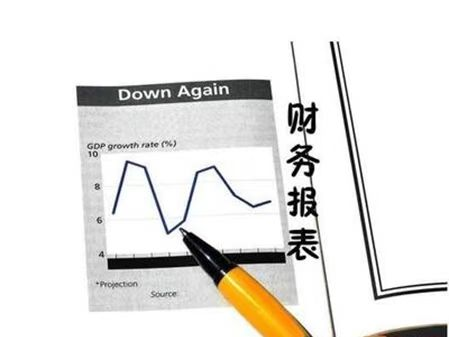 Down Again
GDP growth rate (%)
10
8
6
4
*Projection
Source:
财务报表